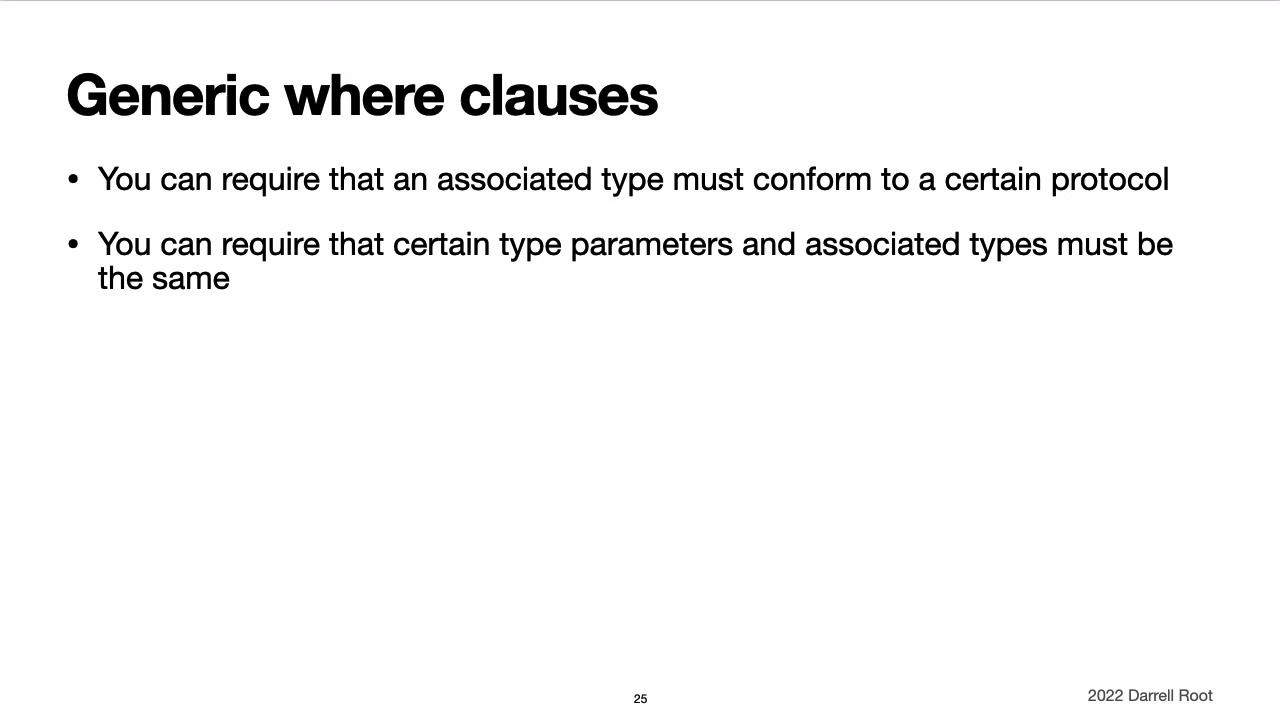 Generic where clauses
• You can require that an associated type must conform to a certain protocol
• You can require that certain type parameters and associated types must be
the same
25
2022 Darrell Root